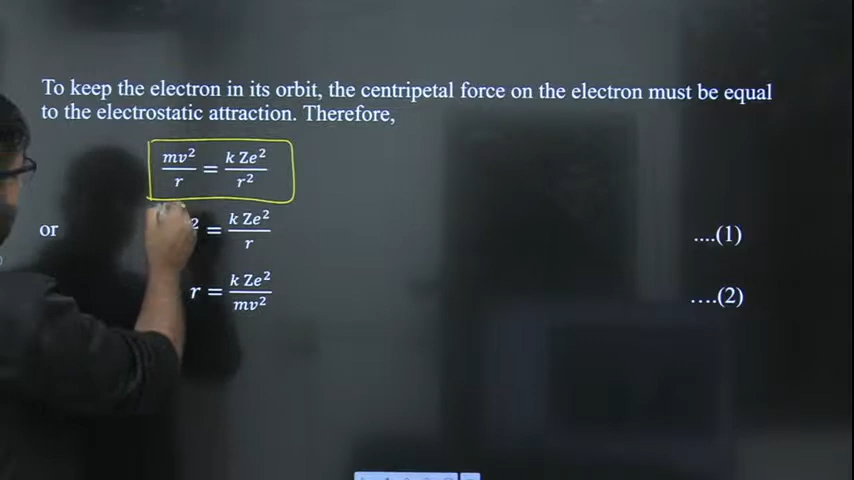 To keep the electron in its orbit, the centripetal force on the electron must be equal
to the electrostatic attraction. Therefore,
mv²/r = k Ze²/r²
or ² = k Ze²/r ....(1)
r = k Ze²/mv² ....(2)